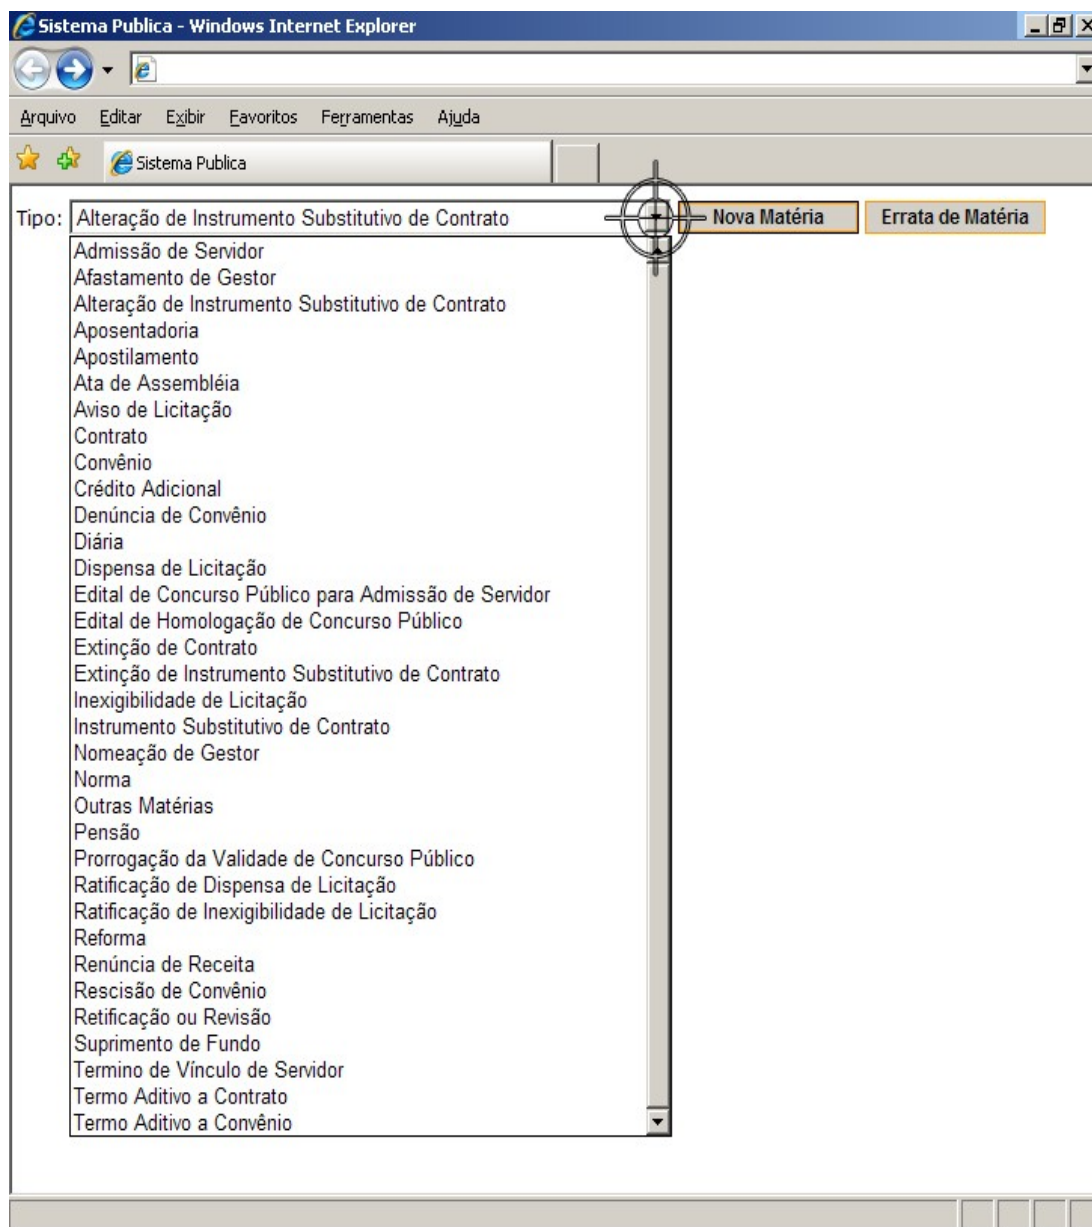 Sistema Publica - Windows Internet Explorer
Arquivo Editar Exibir Favoritos Ferramentas Ajuda
Sistema Publica
Tipo: Alteração de Instrumento Substitutivo de Contrato Nova Matéria Errata de Matéria
Admissão de Servidor
Afastamento de Gestor
Alteração de Instrumento Substitutivo de Contrato
Aposentadoria
Apostilamento
Ata de Assembléia
Aviso de Licitação
Contrato
Convênio
Crédito Adicional
Denúncia de Convênio
Diária
Dispensa de Licitação
Edital de Concurso Público para Admissão de Servidor
Edital de Homologação de Concurso Público
Extinção de Contrato
Extinção de Instrumento Substitutivo de Contrato
Inexigibilidade de Licitação
Instrumento Substitutivo de Contrato
Nomeação de Gestor
Norma
Outras Matérias
Pensão
Prorrogação da Validade de Concurso Público
Ratificação de Dispensa de Licitação
Ratificação de Inexigibilidade de Licitação
Reforma
Renúncia de Receita
Rescisão de Convênio
Retificação ou Revisão
Suprimento de Fundo
Termino de Vínculo de Servidor
Termo Aditivo a Contrato
Termo Aditivo a Convênio